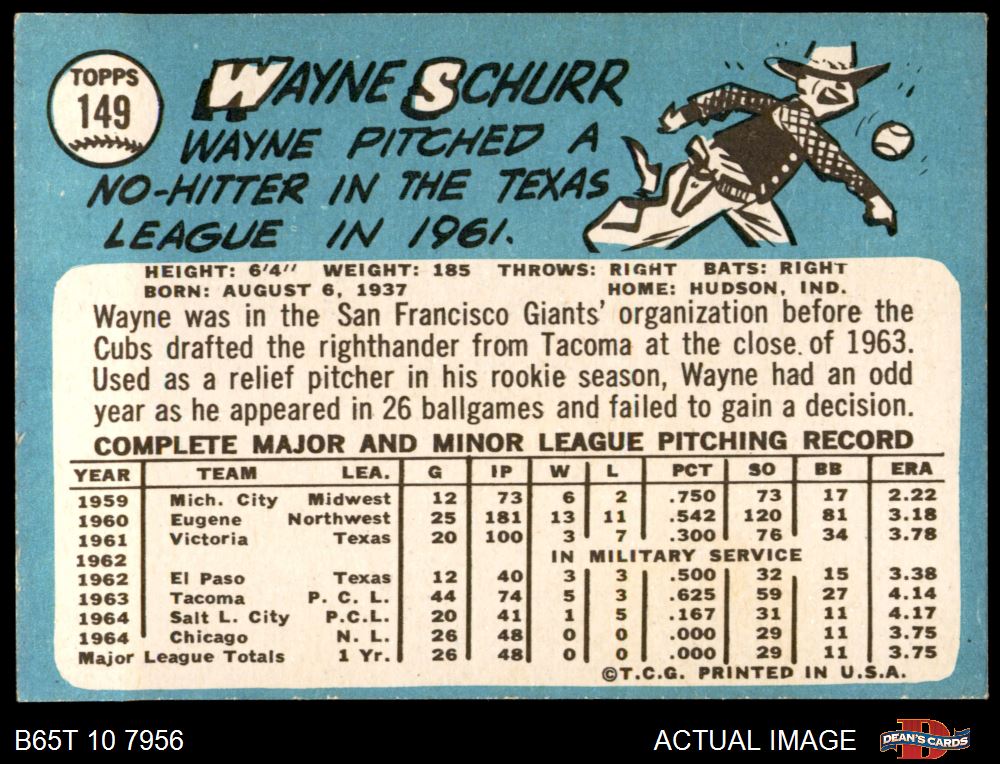 TOPPS
149
WAYNE SCHURR
WAYNE PITCHED A
NO-HITTER IN THE TEXAS
LEAGUE IN 1961.
HEIGHT: 6'4" WEIGHT: 185 THROWS: RIGHT BATS: RIGHT
BORN: AUGUST 6, 1937 HOME: HUDSON, IND.
Wayne was in the San Francisco Giants' organization before the
Cubs drafted the righthander from Tacoma at the close of 1963.
Used as a relief pitcher in his rookie season, Wayne had an odd
year as he appeared in 26 ballgames and failed to gain a decision.
COMPLETE MAJOR AND MINOR LEAGUE PITCHING RECORD
YEAR TEAM LEA. G IP W L PCT SO BB ERA
1959 Mich. City Midwest 12 73 6 2 .750 73 17 2.22
1960 Eugene Northwest 25 181 13 11 .542 120 81 3.18
1961 Victoria Texas 20 100 3 7 .300 76 34 3.78
1962 IN MILITARY SERVICE
1962 El Paso Texas 12 40 3 3 .500 32 15 3.38
1963 Tacoma P. C. L. 44 74 5 3 .625 59 27 4.14
1964 Salt L. City P.C.L. 20 41 1 5 .167 31 11 4.17
1964 Chicago N. L. 26 48 0 0 .000 29 11 3.75
Major League Totals 1 Yr. 26 48 0 0 .000 29 11 3.75
©T.C.G. PRINTED IN U.S.A.
B65T 10 7956 ACTUAL IMAGE
D
DEAN'S CARDS